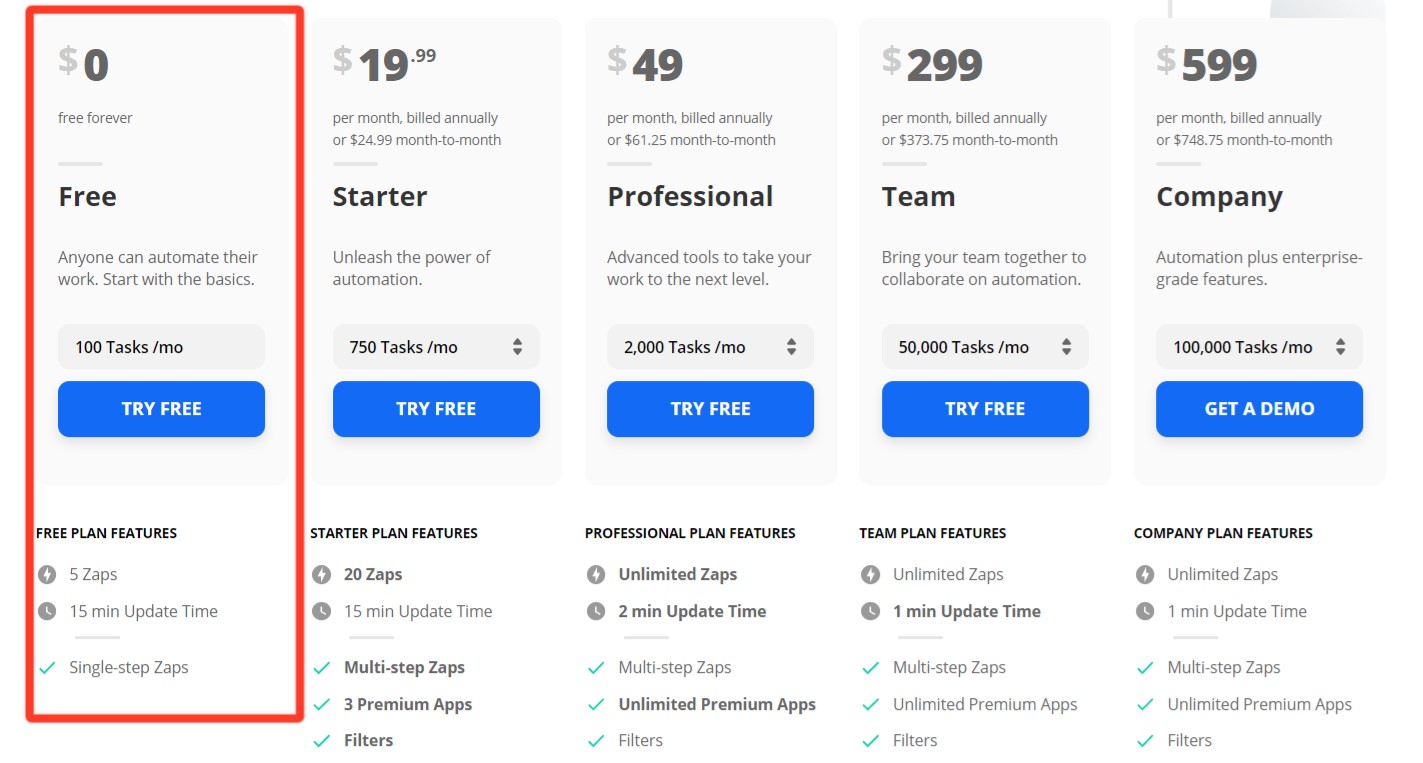 $0
free forever
Free
Anyone can automate their
work. Start with the basics.
100 Tasks /mo
TRY FREE
FREE PLAN FEATURES
5 Zaps
15 min Update Time
Single-step Zaps
$19.99
per month, billed annually
or $24.99 month-to-month
Starter
Unleash the power of
automation.
750 Tasks /mo
TRY FREE
STARTER PLAN FEATURES
20 Zaps
15 min Update Time
Multi-step Zaps
3 Premium Apps
Filters
$49
per month, billed annually
or $61.25 month-to-month
Professional
Advanced tools to take your
work to the next level.
2,000 Tasks /mo
TRY FREE
PROFESSIONAL PLAN FEATURES
Unlimited Zaps
2 min Update Time
Multi-step Zaps
Unlimited Premium Apps
Filters
$299
per month, billed annually
or $373.75 month-to-month
Team
Bring your team together to
collaborate on automation.
50,000 Tasks /mo
TRY FREE
TEAM PLAN FEATURES
Unlimited Zaps
1 min Update Time
Multi-step Zaps
Unlimited Premium Apps
Filters
$599
per month, billed annually
or $748.75 month-to-month
Company
Automation plus enterprise-
grade features.
100,000 Tasks /mo
GET A DEMO
COMPANY PLAN FEATURES
Unlimited Zaps
1 min Update Time
Multi-step Zaps
Unlimited Premium Apps
Filters